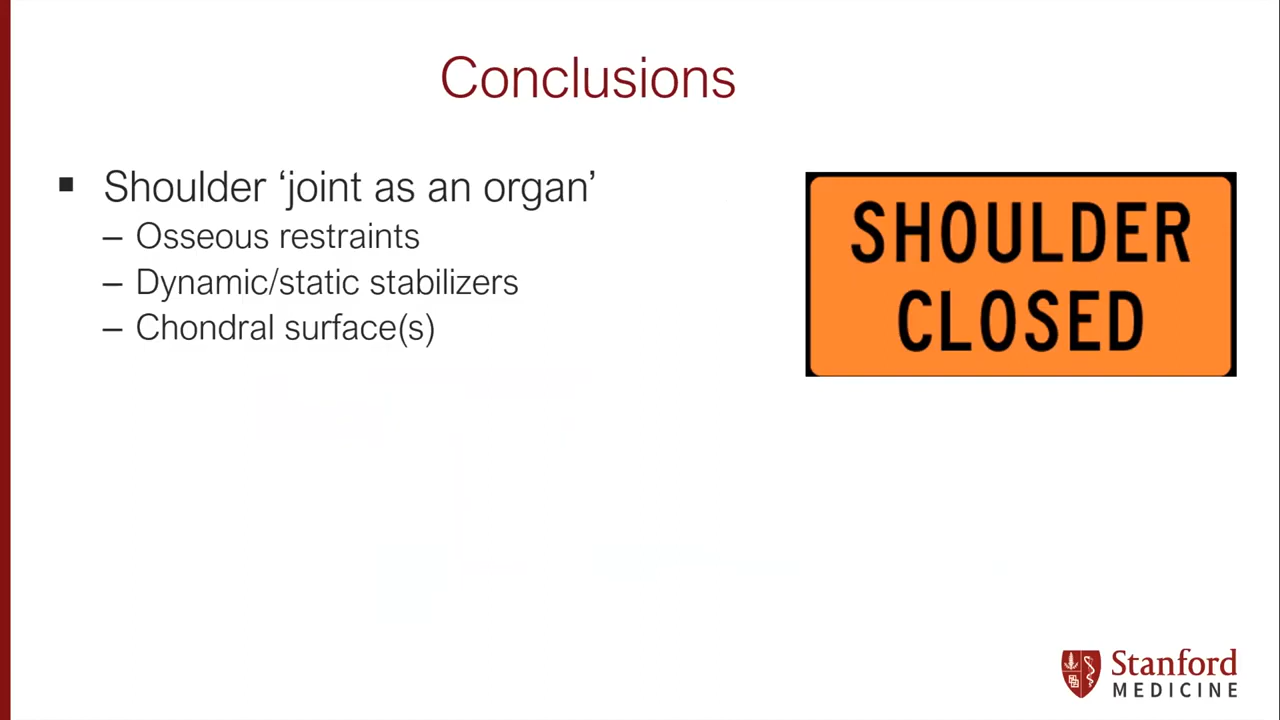 Conclusions
▪ Shoulder ‘joint as an organ’
– Osseous restraints
– Dynamic/static stabilizers
– Chondral surface(s)
SHOULDER
CLOSED
Stanford
MEDICINE